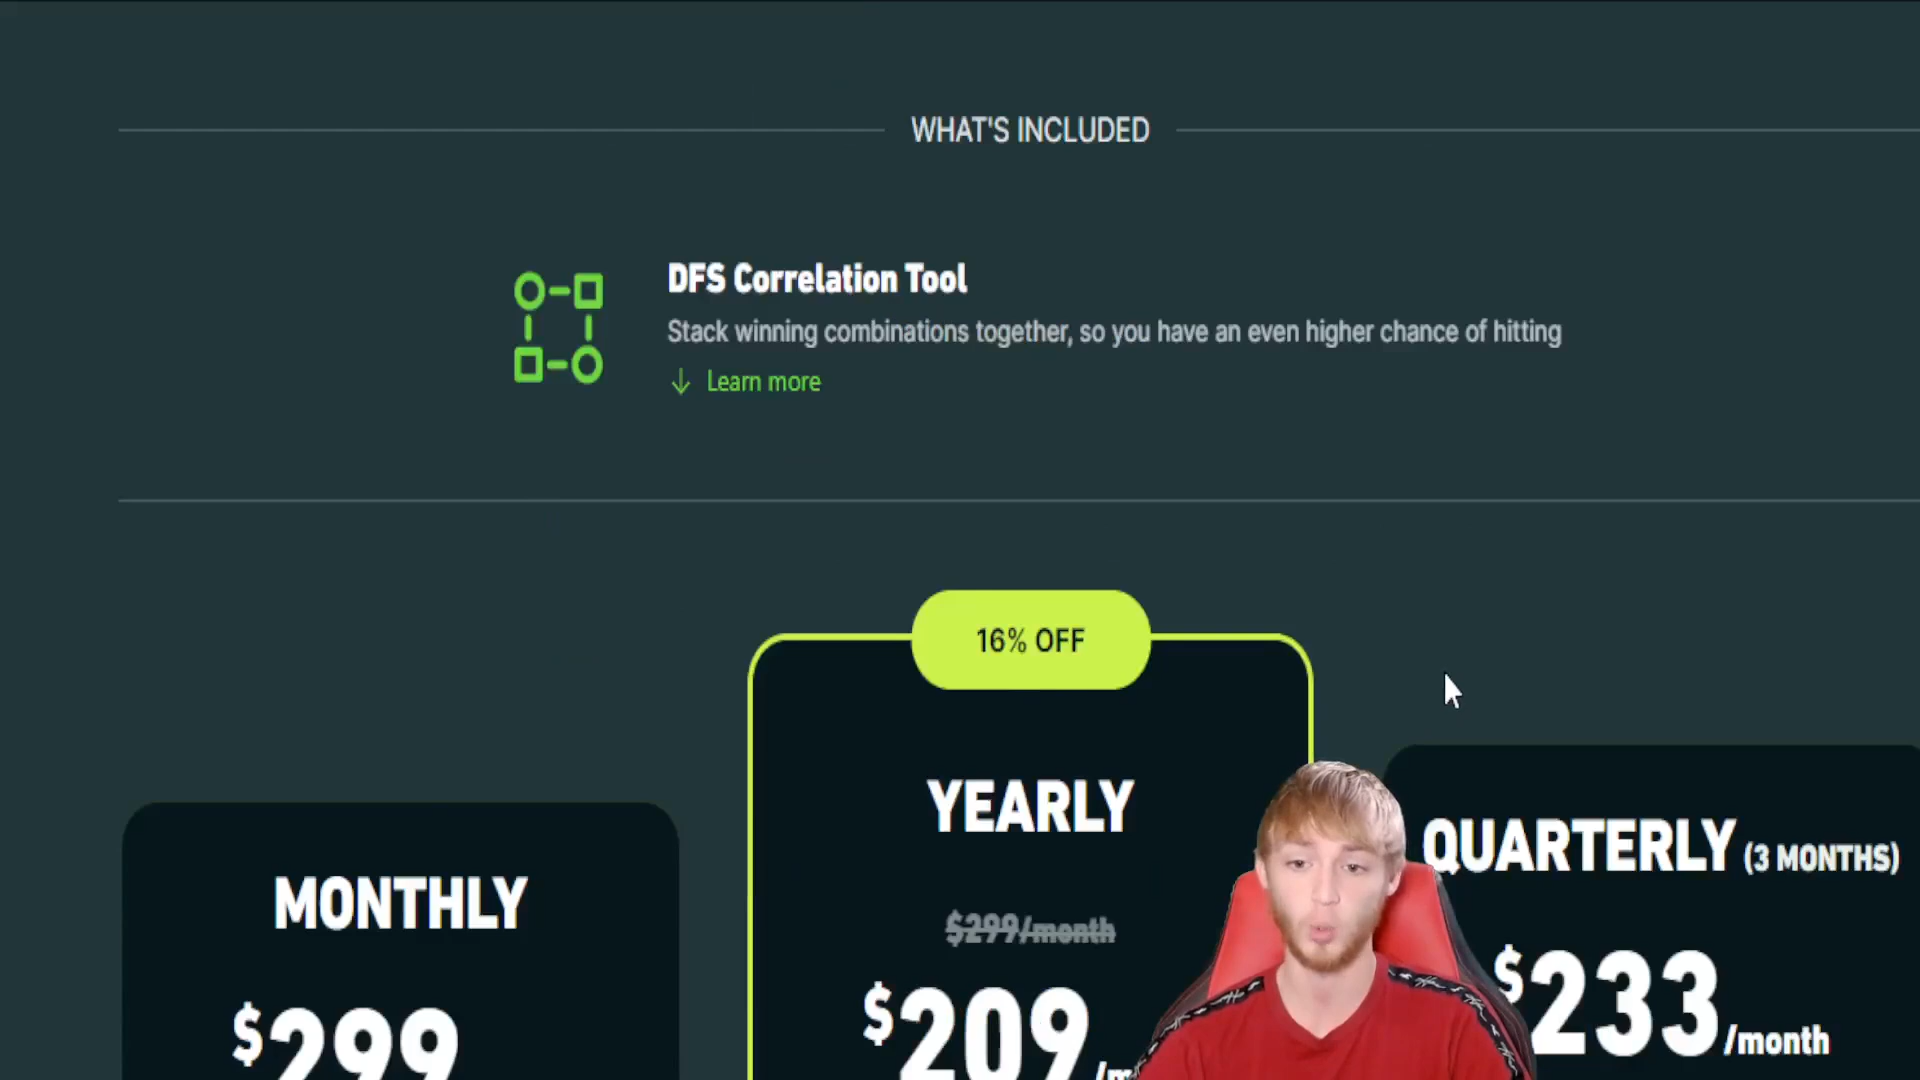 WHAT'S INCLUDED
DFS Correlation Tool
Stack winning combinations together, so you have an even higher chance of hitting
Learn more
16% OFF
MONTHLY
$299
YEARLY
$299/month
$209
QUARTERLY (3 MONTHS)
$233/month